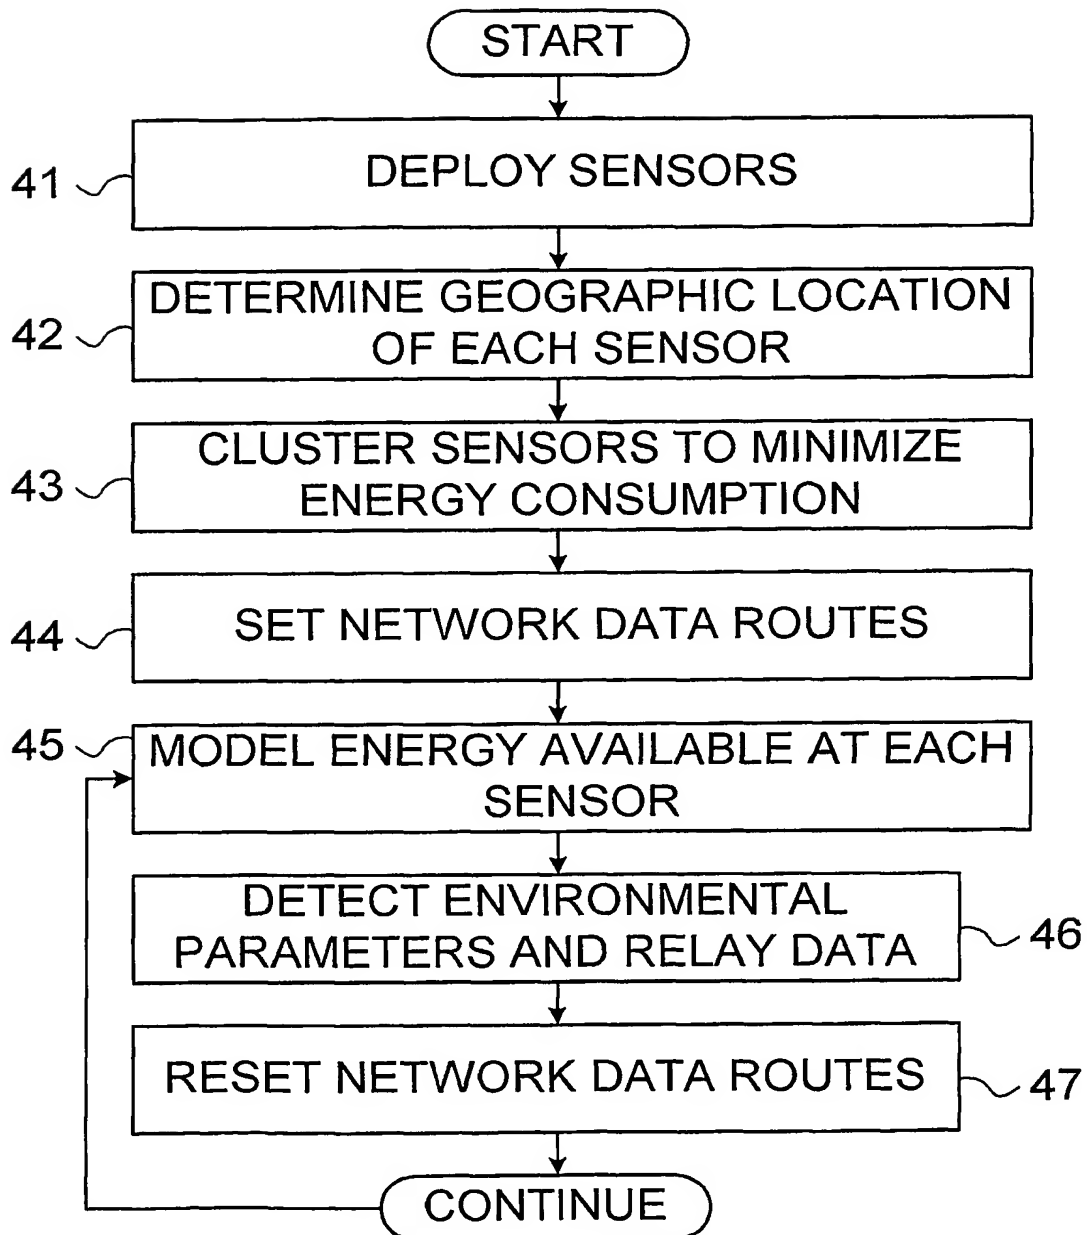 START
41
DEPLOY SENSORS
42
DETERMINE GEOGRAPHIC LOCATION
OF EACH SENSOR
43
CLUSTER SENSORS TO MINIMIZE
ENERGY CONSUMPTION
44
SET NETWORK DATA ROUTES
45
MODEL ENERGY AVAILABLE AT EACH
SENSOR
DETECT ENVIRONMENTAL
PARAMETERS AND RELAY DATA
46
RESET NETWORK DATA ROUTES
47
CONTINUE